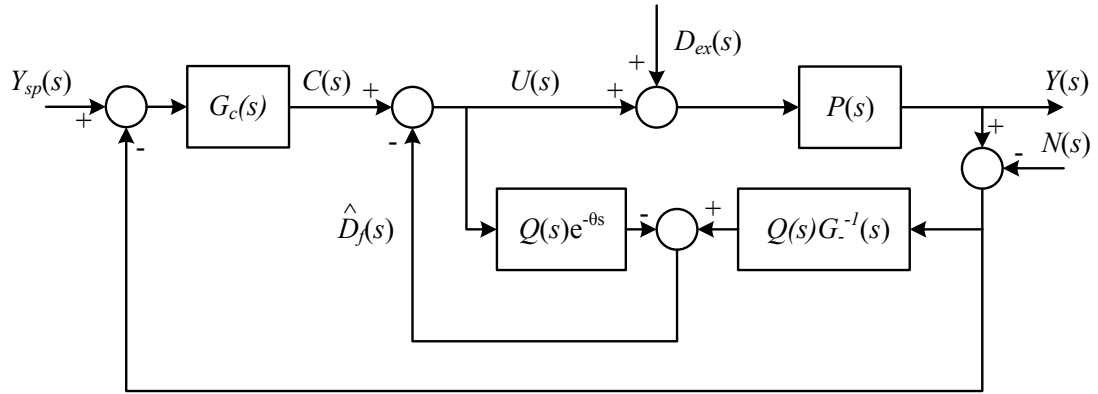 D_ex(s)
Y_sp(s)
C(s)
U(s)
Y(s)
+
+
+
+
G_c(s)
P(s)
+
-
-
-
N(s)
D̂_f(s)
Q(s)e^-θs
-
+
Q(s)G_-^-1(s)